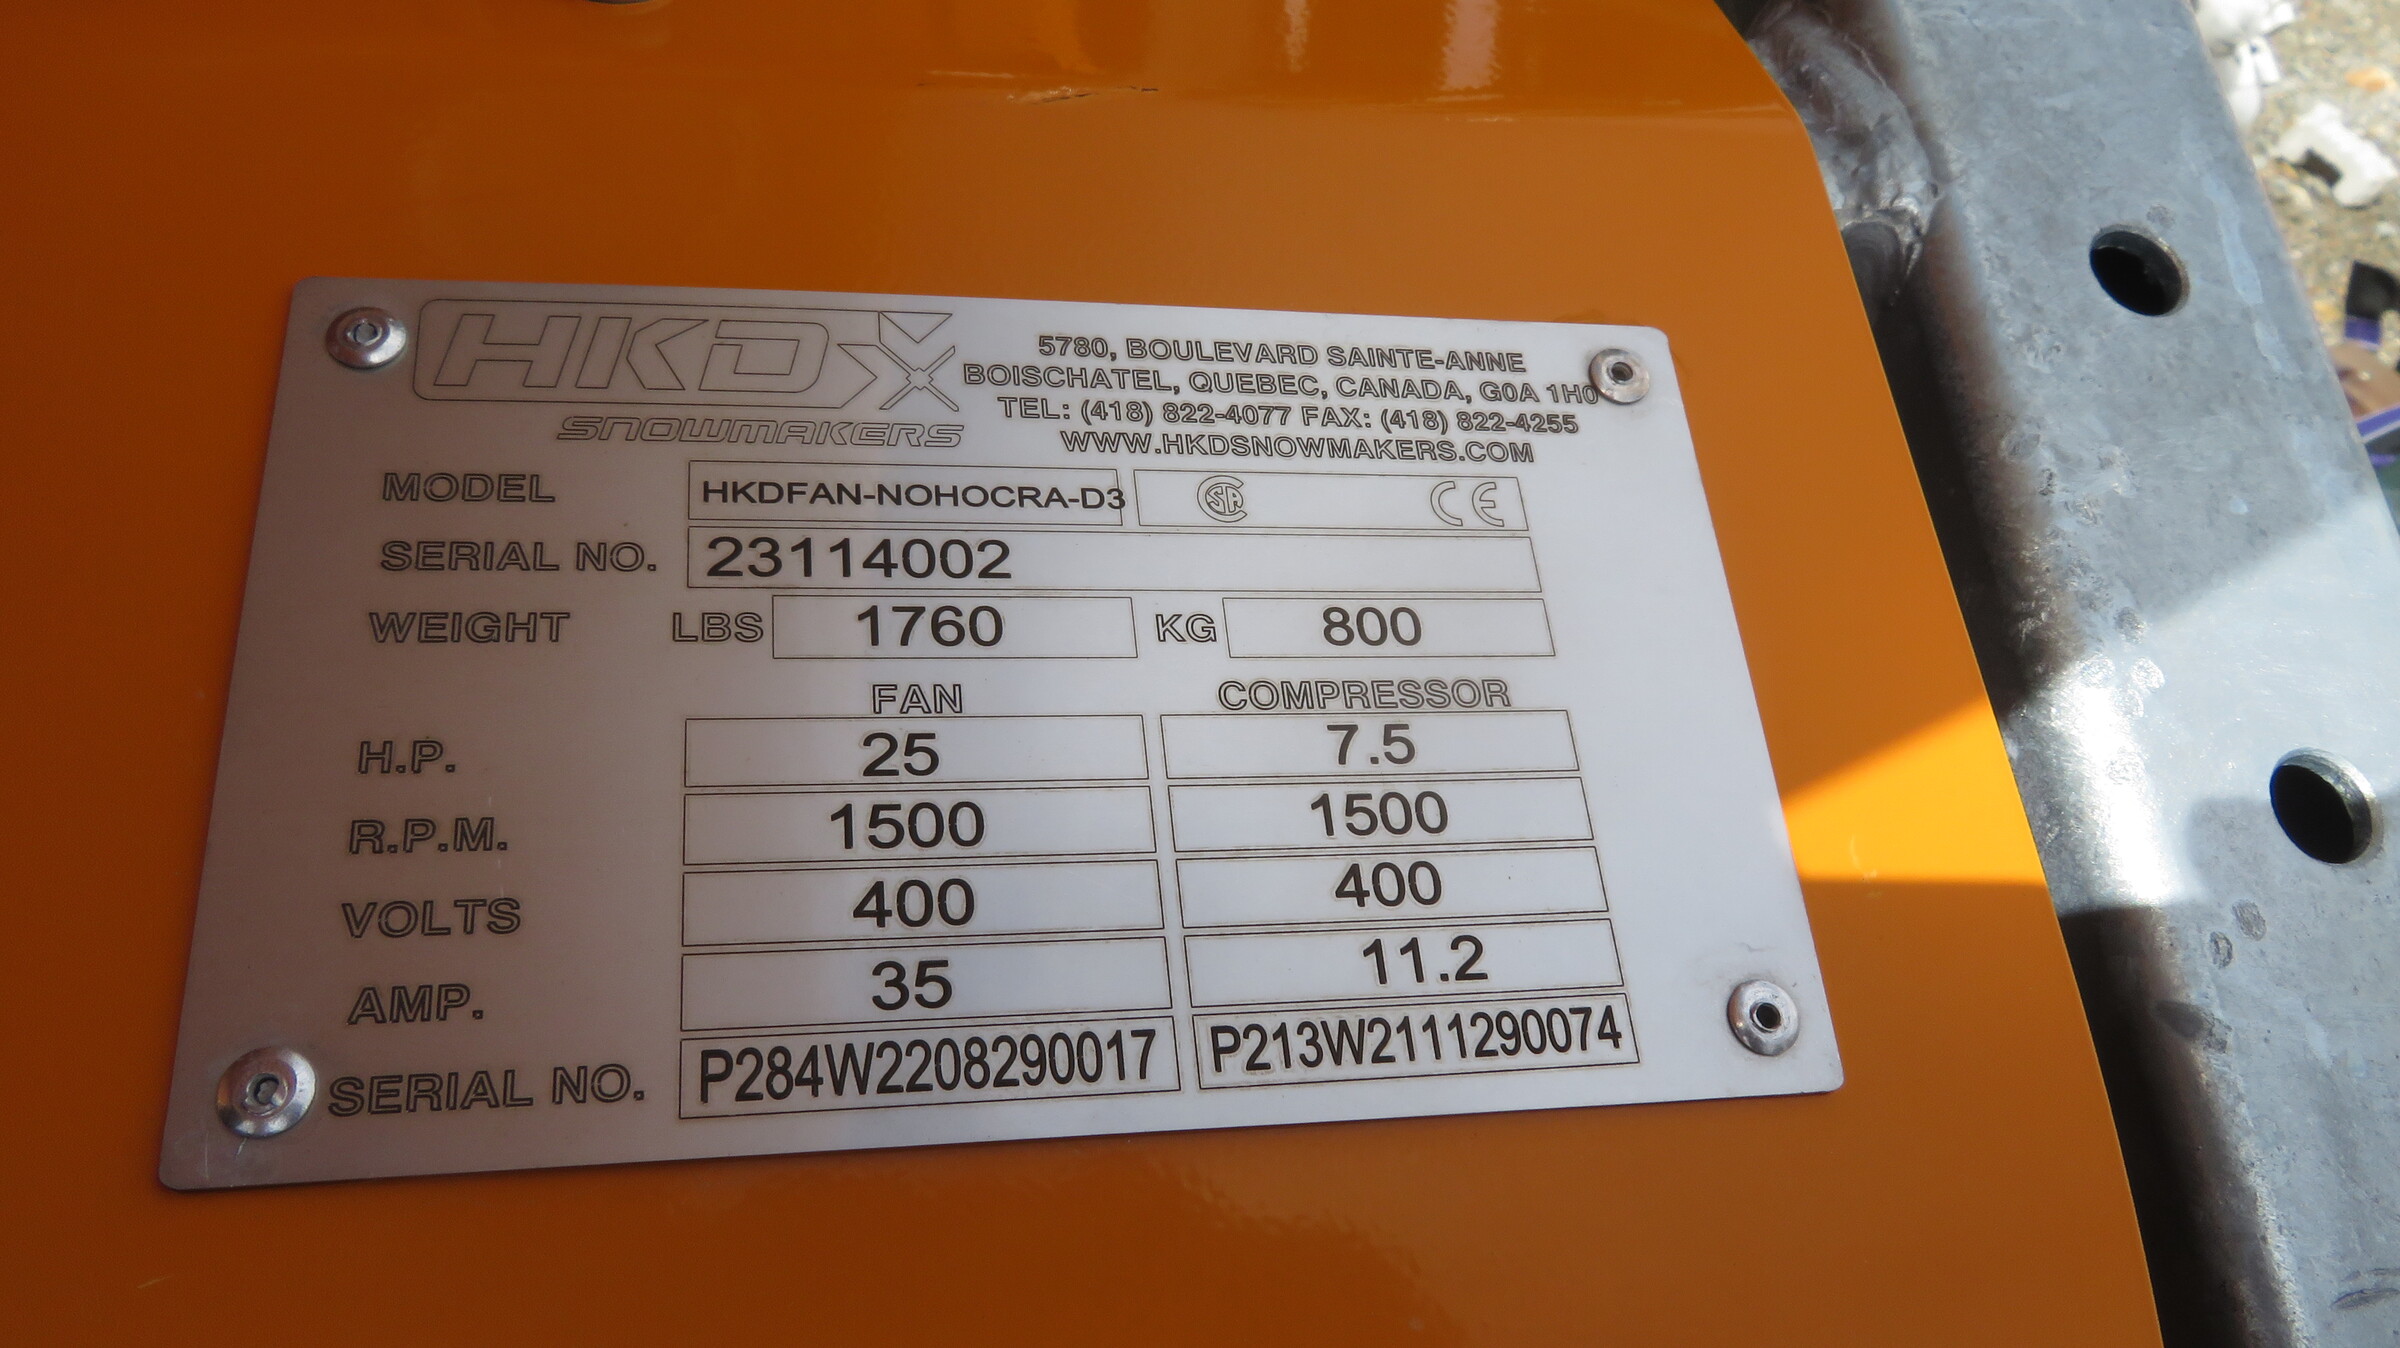 HKD
SNOWMAKERS
5780, BOULEVARD SAINTE-ANNE
BOISCHATEL, QUEBEC, CANADA, G0A 1H0
TEL: (418) 822-4077 FAX: (418) 822-4255
WWW.HKDSNOWMAKERS.COM
MODEL HKDFAN-NOHOCRA-D3 CSA CE
SERIAL NO. 23114002
WEIGHT LBS 1760 KG 800
FAN COMPRESSOR
H.P. 25 7.5
R.P.M. 1500 1500
VOLTS 400 400
AMP. 35 11.2
SERIAL NO. P284W2208290017 P213W2111290074